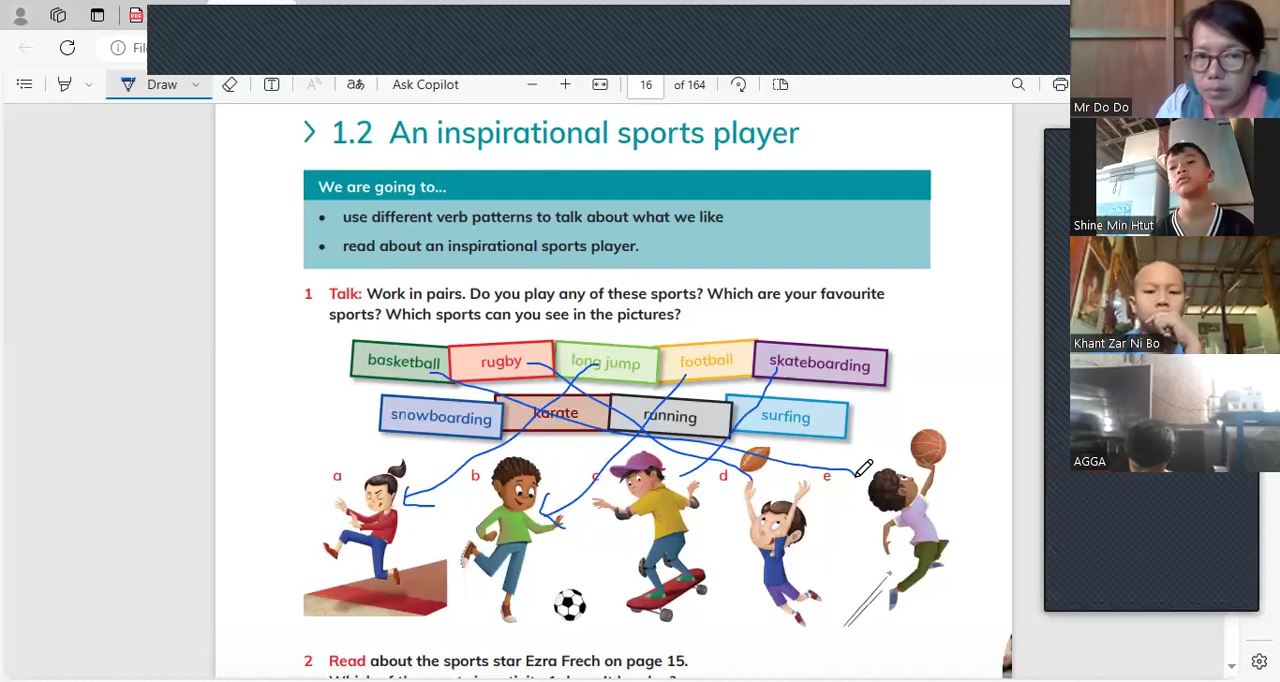 PDF
File
Draw
aあ
Ask Copilot
16 of 164
> 1.2 An inspirational sports player
We are going to...
• use different verb patterns to talk about what we like
• read about an inspirational sports player.
1 Talk: Work in pairs. Do you play any of these sports? Which are your favourite
sports? Which sports can you see in the pictures?
basketball rugby long jump football skateboarding
snowboarding karate running surfing
a b c d e
2 Read about the sports star Ezra Frech on page 15.
Mr Do Do
Shine Min Htut
Khant Zar Ni Bo
AGGA